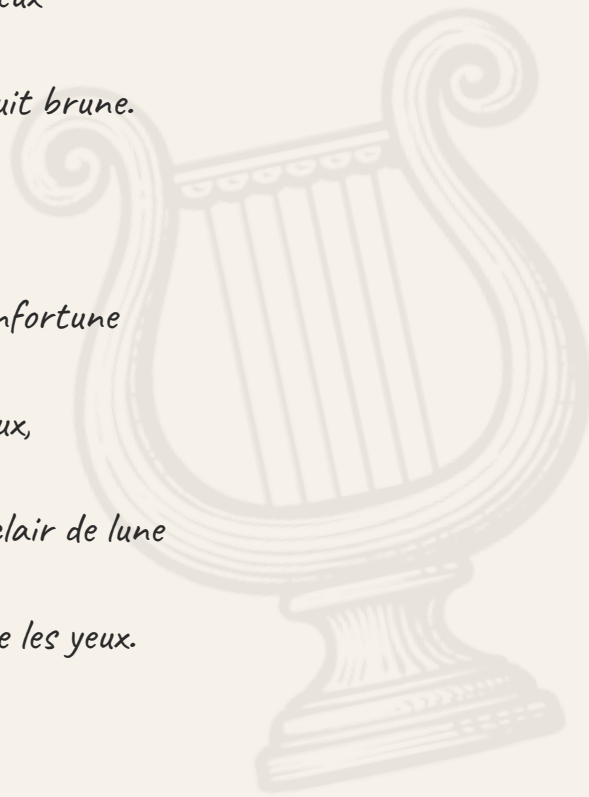 eux
uit brune.
nfortune
ux,
clair de lune
e les yeux.